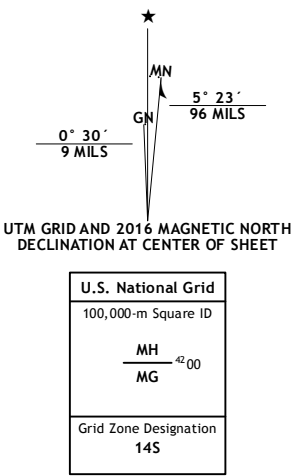 ★
MN
5° 23´
96 MILS
GN
0° 30´
9 MILS
UTM GRID AND 2016 MAGNETIC NORTH
DECLINATION AT CENTER OF SHEET
U.S. National Grid
100,000-m Square ID
MH
4200
MG
Grid Zone Designation
14S